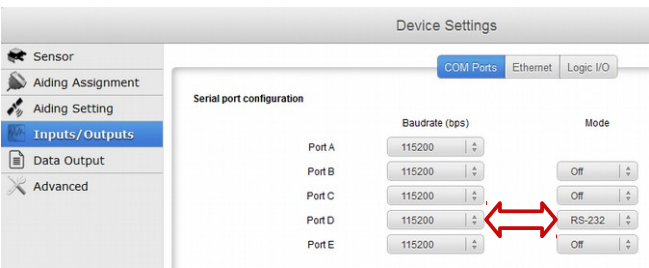 Device Settings
Sensor
Aiding Assignment
Aiding Setting
Inputs/Outputs
Data Output
Advanced
COM Ports Ethernet Logic I/O
Serial port configuration
Baudrate (bps) Mode
Port A 115200
Port B 115200 Off
Port C 115200 Off
Port D 115200 RS-232
Port E 115200 Off